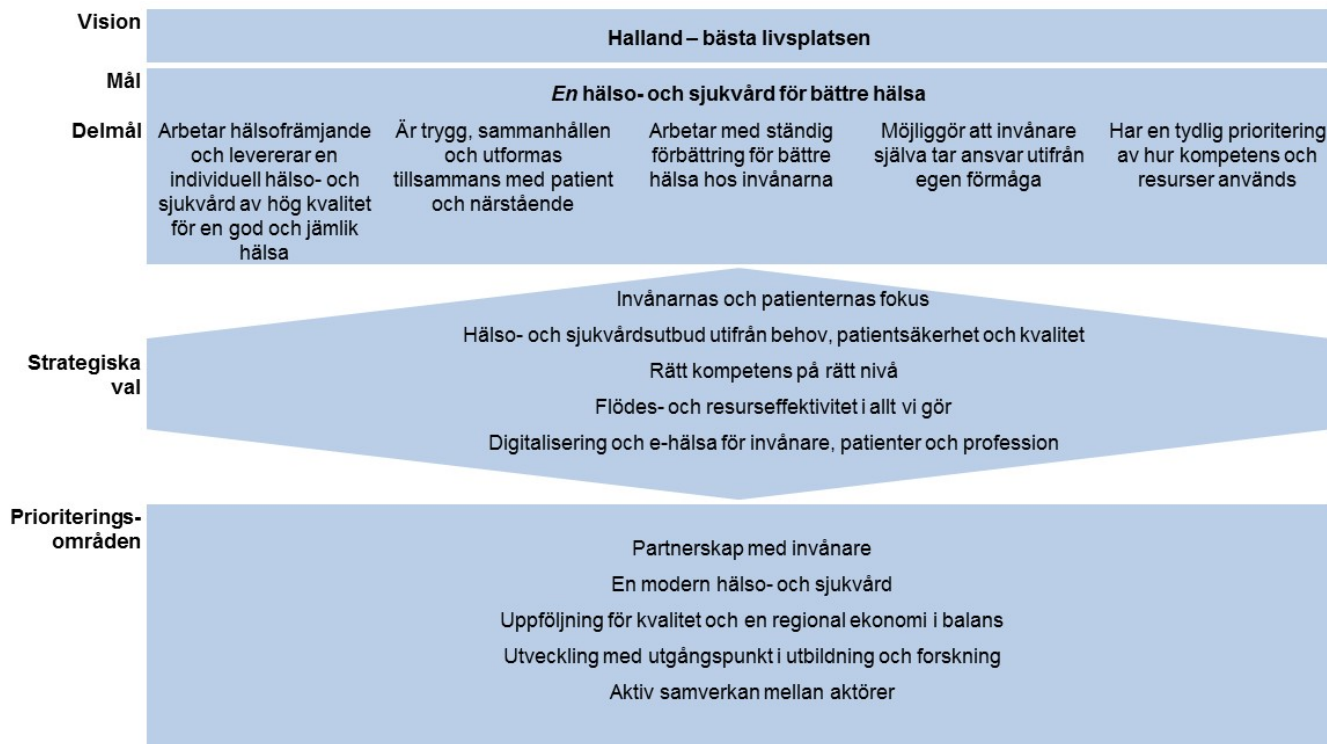 Vision
Halland – bästa livsplatsen
Mål
En hälso- och sjukvård för bättre hälsa
Delmål
Arbetar hälsofrämjande
och levererar en
individuell hälso- och
sjukvård av hög kvalitet
för en god och jämlik
hälsa
Är trygg, sammanhållen
och utformas
tillsammans med patient
och närstående
Arbetar med ständig
förbättring för bättre
hälsa hos invånarna
Möjliggör att invånare
själva tar ansvar utifrån
egen förmåga
Har en tydlig prioritering
av hur kompetens och
resurser används
Strategiska
val
Invånarnas och patienternas fokus
Hälso- och sjukvårdsutbud utifrån behov, patientsäkerhet och kvalitet
Rätt kompetens på rätt nivå
Flödes- och resurseffektivitet i allt vi gör
Digitalisering och e-hälsa för invånare, patienter och profession
Prioriterings-
områden
Partnerskap med invånare
En modern hälso- och sjukvård
Uppföljning för kvalitet och en regional ekonomi i balans
Utveckling med utgångspunkt i utbildning och forskning
Aktiv samverkan mellan aktörer